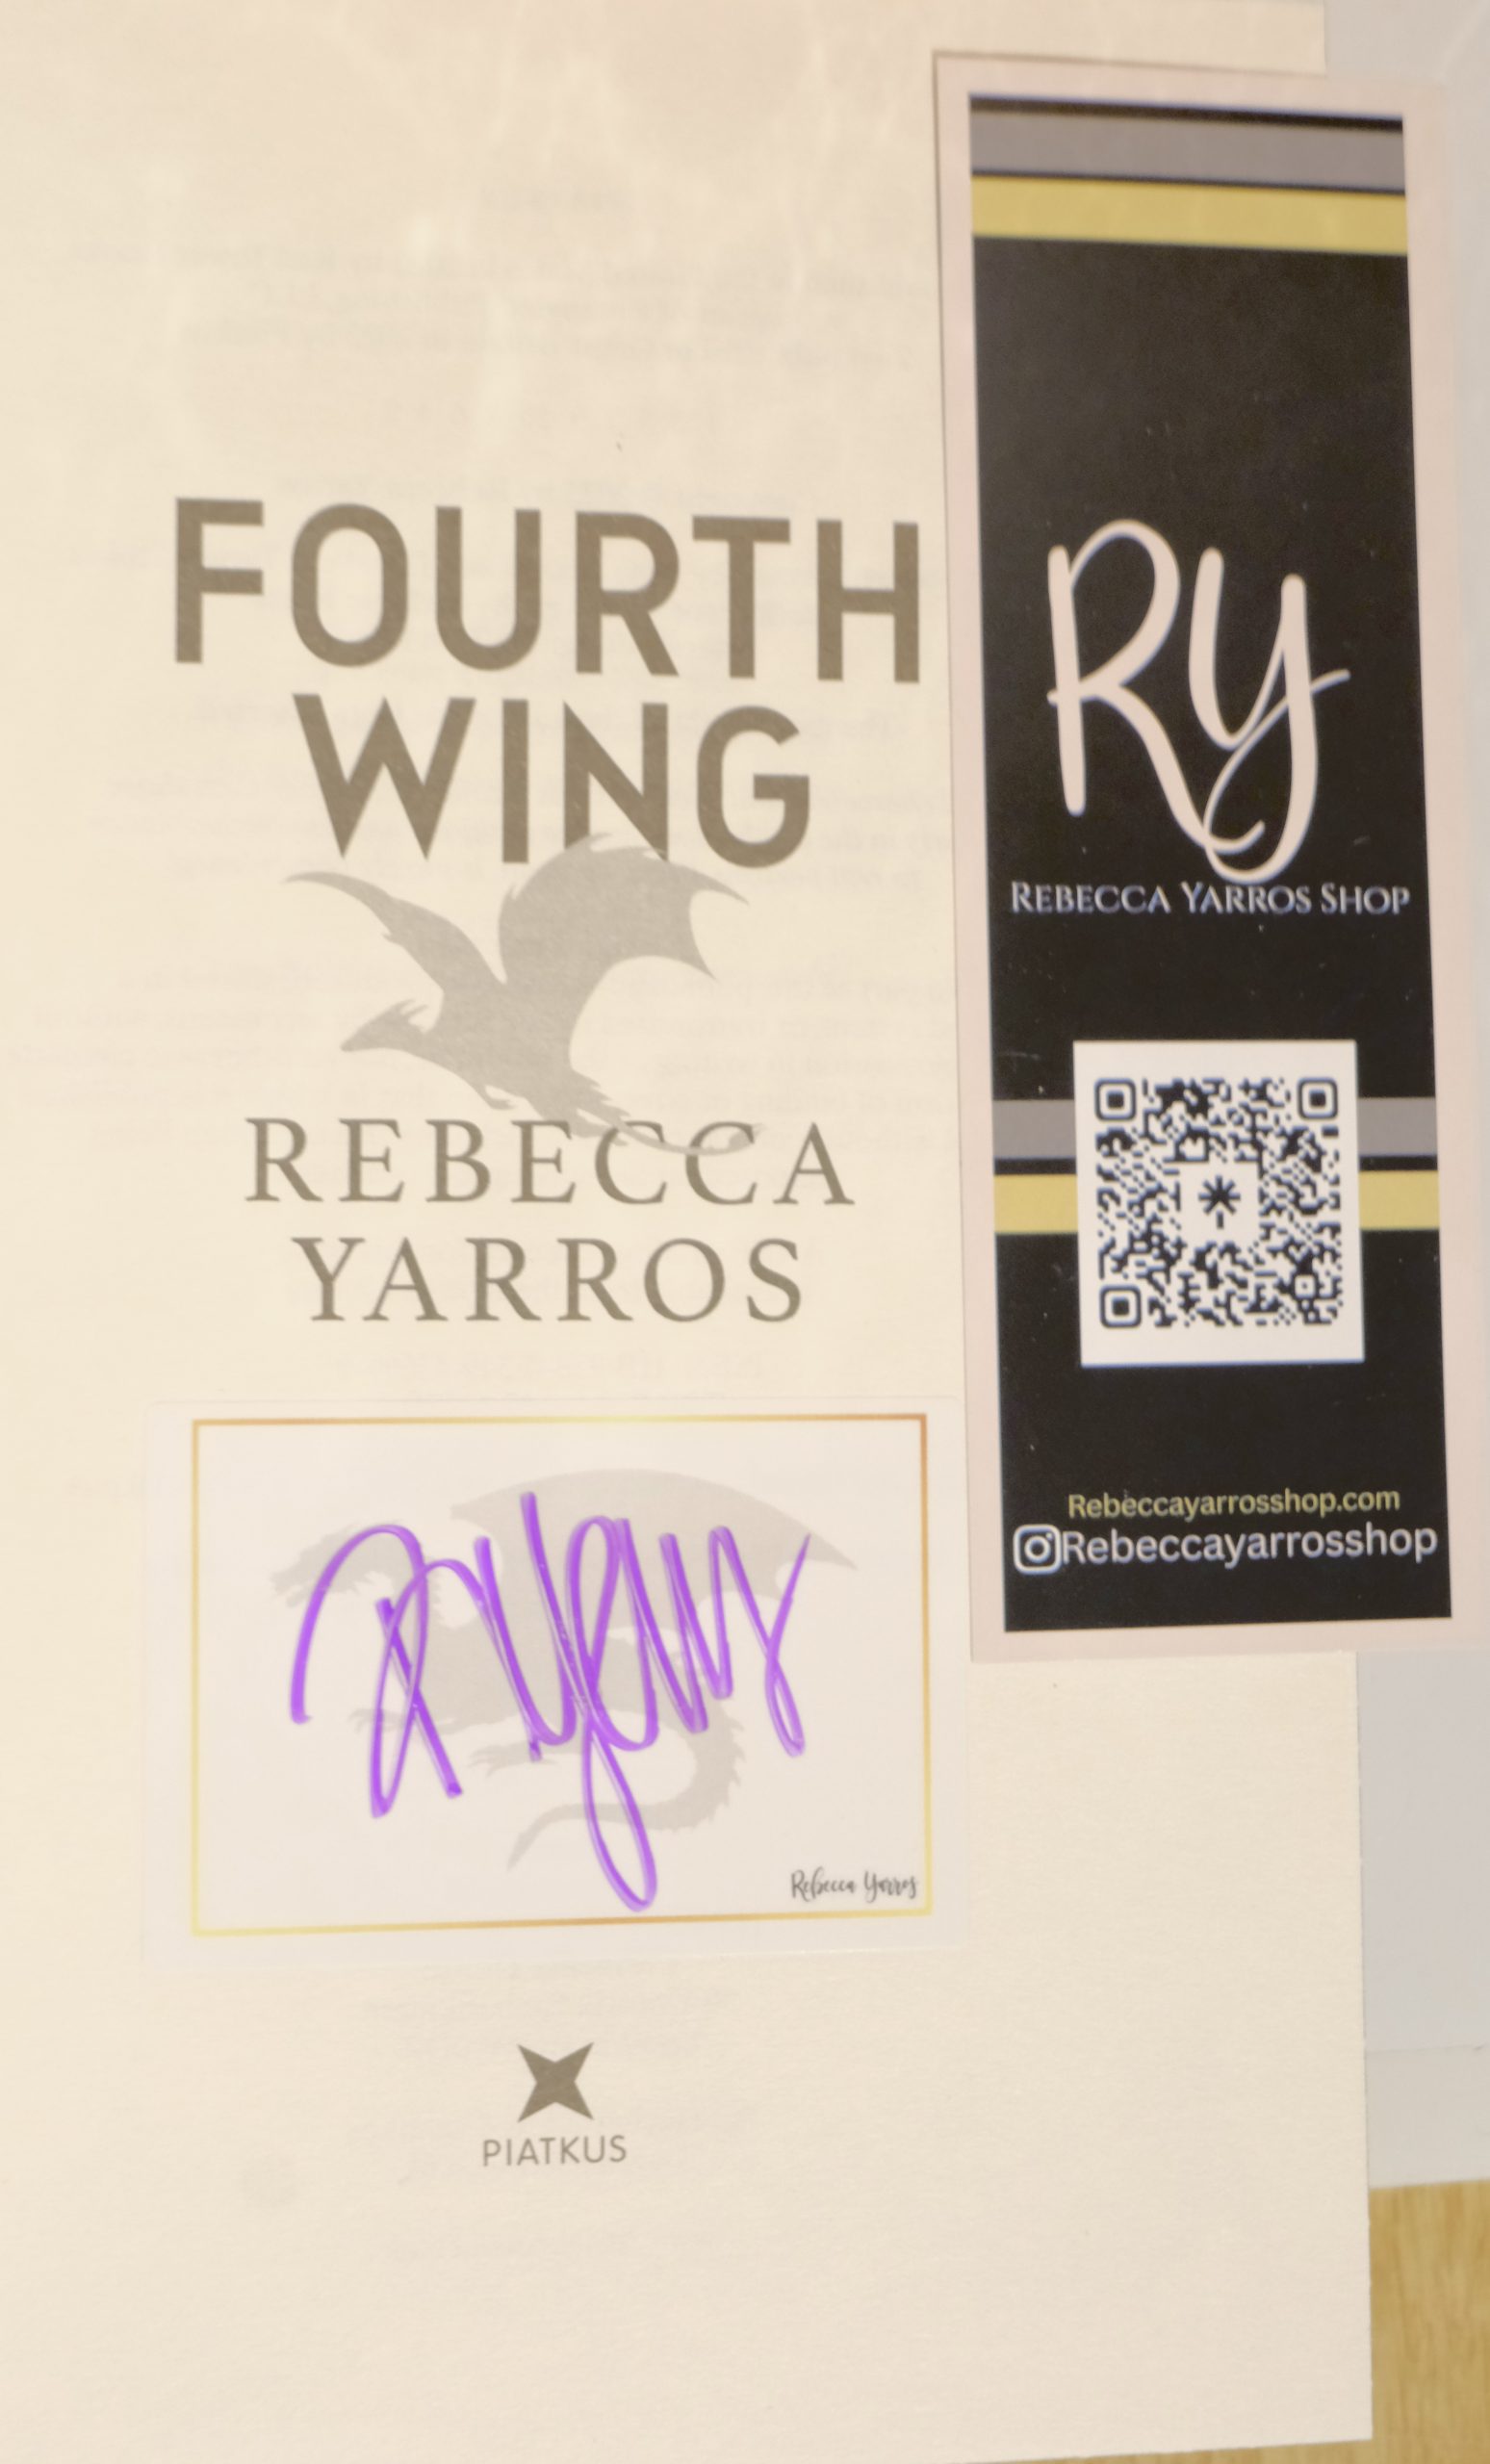 FOURTH
WING
REBECCA
YARROS
Rebecca Yarros
PIATKUS
Ry
REBECCA YARROS SHOP
Rebeccayarrosshop.com
Rebeccayarrosshop